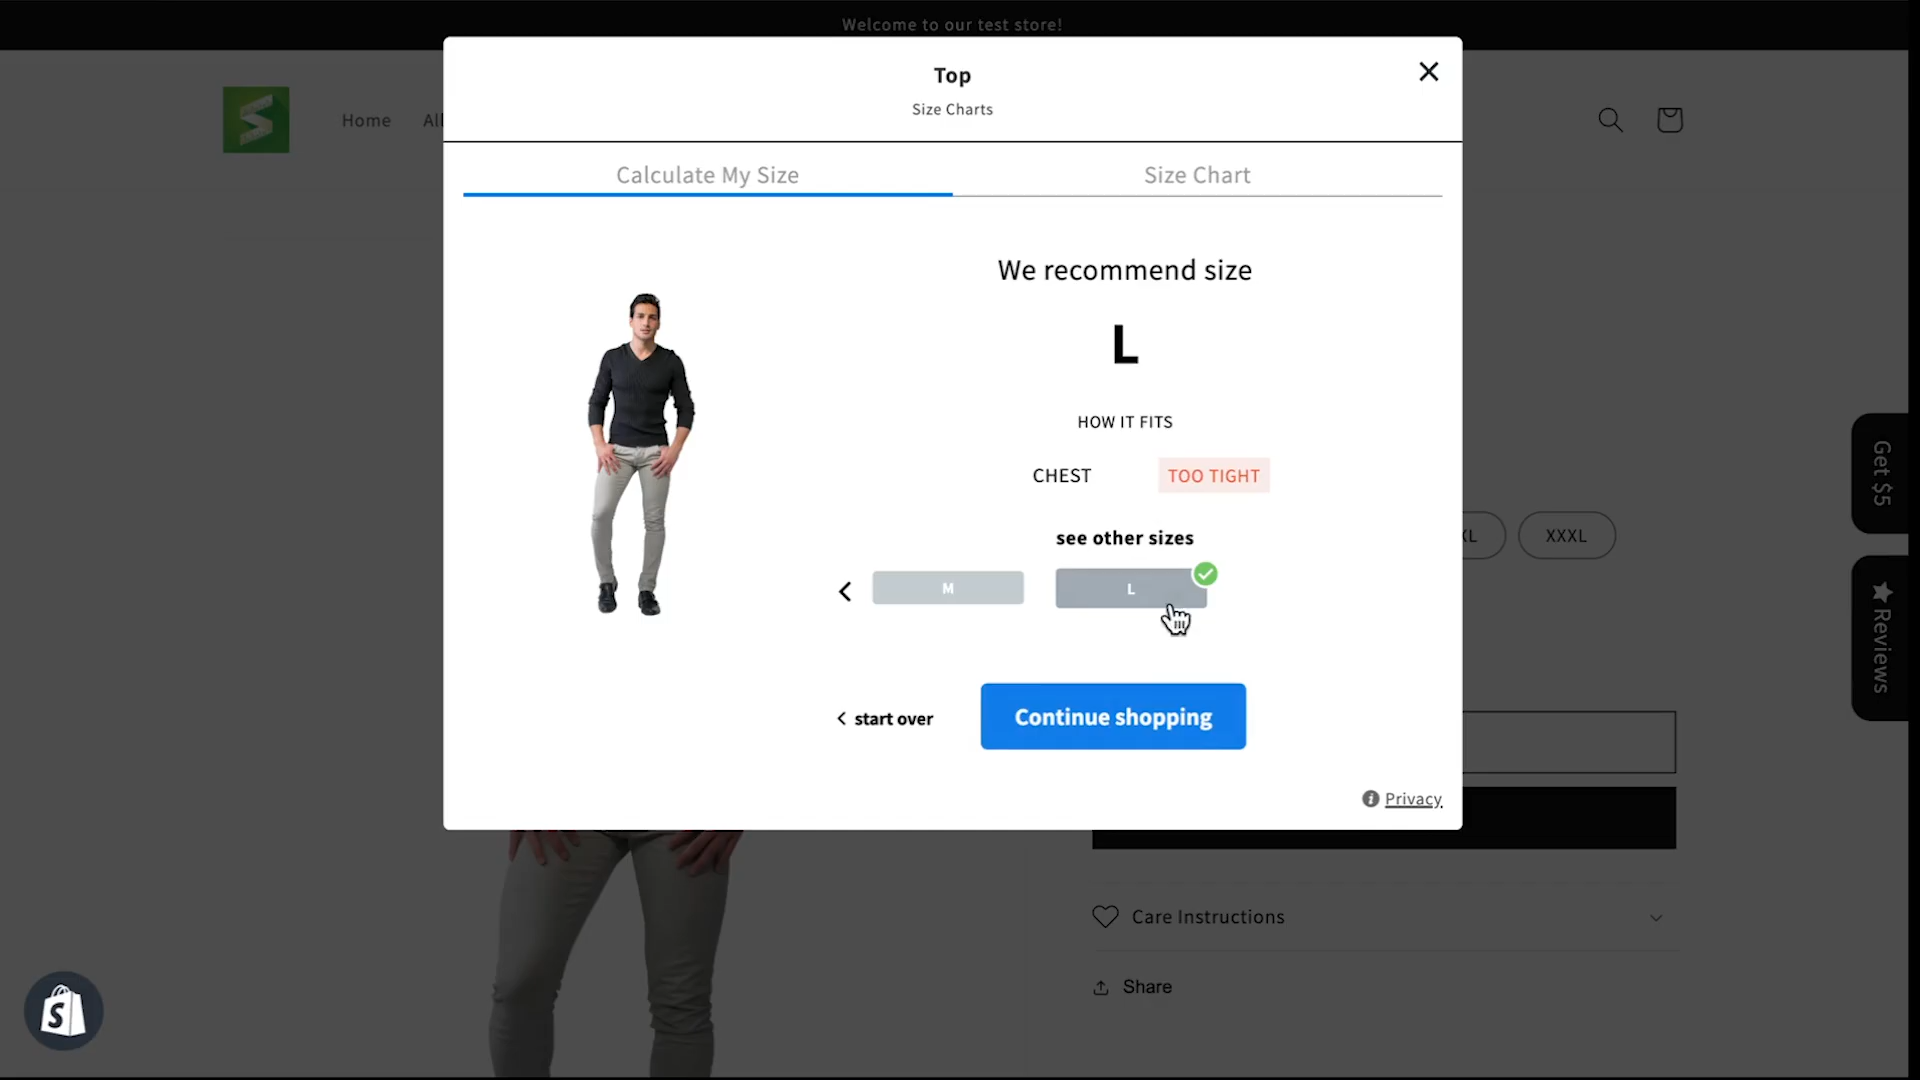 Welcome to our test store!
Top
Size Charts
Home
All
Calculate My Size
Size Chart
We recommend size
L
HOW IT FITS
CHEST TOO TIGHT
see other sizes
M
L
XXXL
Get $5
Reviews
start over
Continue shopping
Privacy
Care Instructions
Share